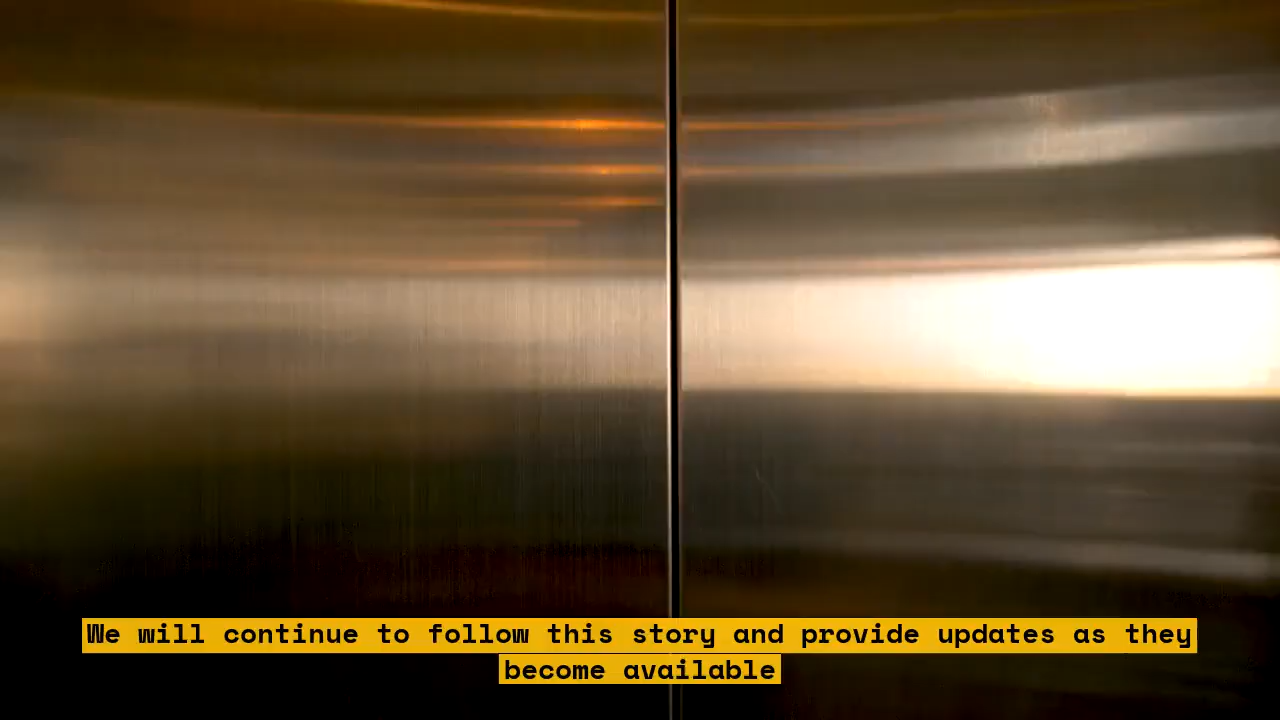 We will continue to follow this story and provide updates as they
become available